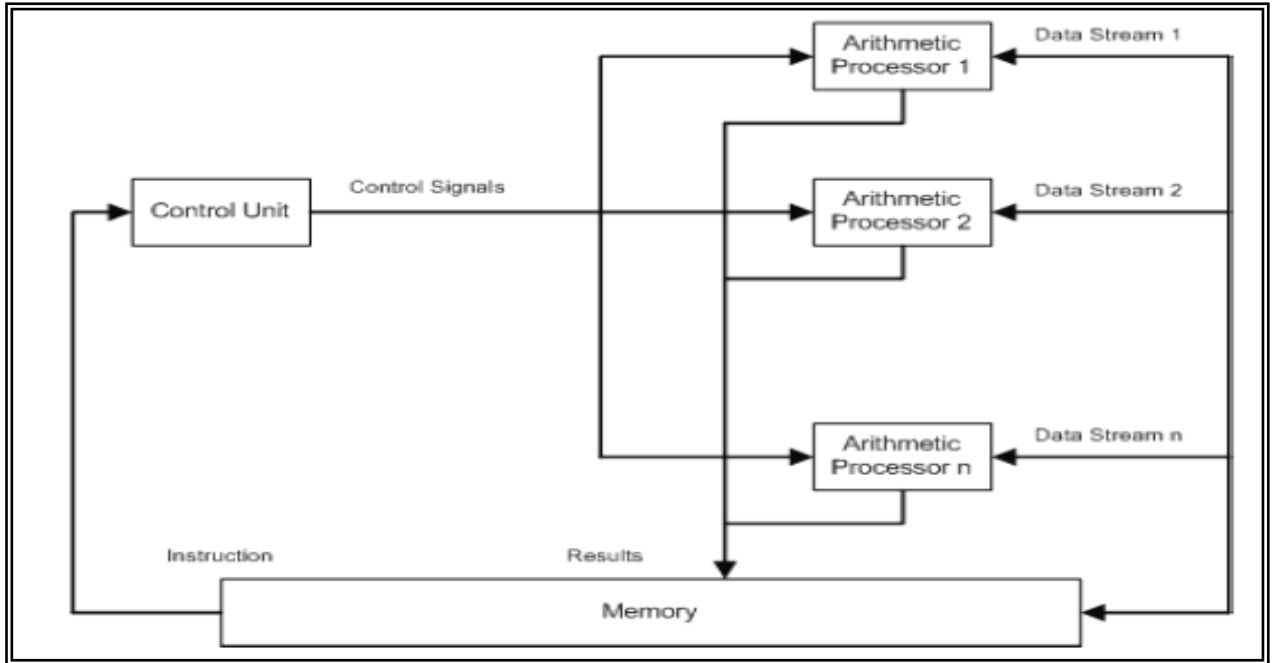 Arithmetic
Processor 1
Data Stream 1
Control Unit
Control Signals
Arithmetic
Processor 2
Data Stream 2
Arithmetic
Processor n
Data Stream n
Instruction
Results
Memory